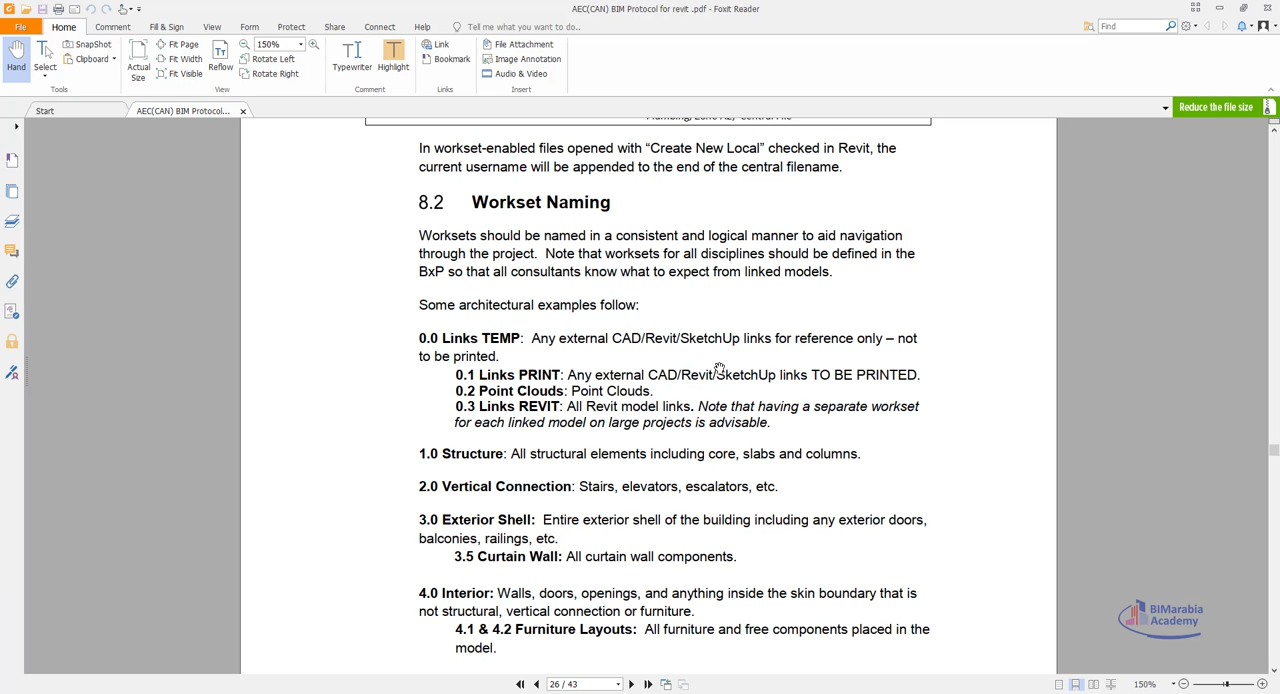 AEC(CAN) BIM Protocol for revit .pdf - Foxit Reader
File Home Comment Fill & Sign View Form Protect Share Connect Help Tell me what you want to do... Find
SnapShot Fit Page 150% Link File Attachment
Clipboard Fit Width Rotate Left Bookmark Image Annotation
Hand Select Actual Size Fit Visible Reflow Rotate Right Typewriter Highlight Audio & Video
Tools View Comment Links Insert
Start AEC(CAN) BIM Protocol... Reduce the file size
In workset-enabled files opened with “Create New Local” checked in Revit, the
current username will be appended to the end of the central filename.
8.2 Workset Naming
Worksets should be named in a consistent and logical manner to aid navigation
through the project. Note that worksets for all disciplines should be defined in the
BxP so that all consultants know what to expect from linked models.
Some architectural examples follow:
0.0 Links TEMP: Any external CAD/Revit/SketchUp links for reference only – not
to be printed.
0.1 Links PRINT: Any external CAD/Revit/SketchUp links TO BE PRINTED.
0.2 Point Clouds: Point Clouds.
0.3 Links REVIT: All Revit model links. Note that having a separate workset
for each linked model on large projects is advisable.
1.0 Structure: All structural elements including core, slabs and columns.
2.0 Vertical Connection: Stairs, elevators, escalators, etc.
3.0 Exterior Shell: Entire exterior shell of the building including any exterior doors,
balconies, railings, etc.
3.5 Curtain Wall: All curtain wall components.
4.0 Interior: Walls, doors, openings, and anything inside the skin boundary that is
not structural, vertical connection or furniture.
4.1 & 4.2 Furniture Layouts: All furniture and free components placed in the
model.
BIMarabia
Academy
26 / 43 150%